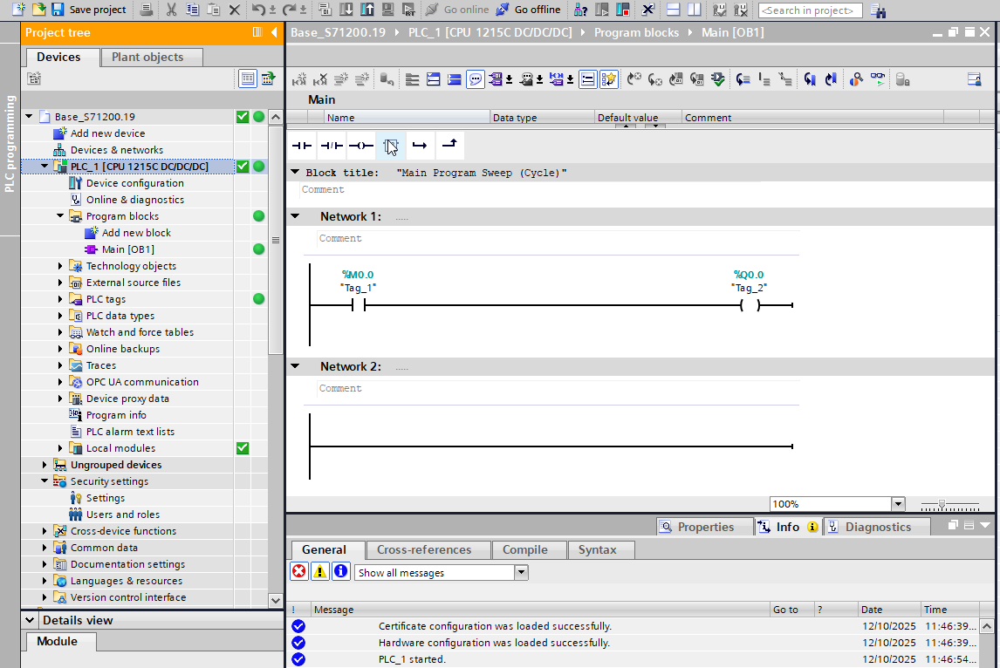 Save project
Go online
Go offline
<Search in project>
Project tree
Base_S71200.19 PLC_1 [CPU 1215C DC/DC/DC] Program blocks Main [OB1]
Devices
Plant objects
PLC programming
Main
Name Data type Default value Comment
Base_S71200.19
Add new device
Devices & networks
PLC_1 [CPU 1215C DC/DC/DC]
Device configuration
Online & diagnostics
Program blocks
Add new block
Main [OB1]
Technology objects
External source files
PLC tags
PLC data types
Watch and force tables
Online backups
Traces
OPC UA communication
Device proxy data
Program info
PLC alarm text lists
Local modules
Ungrouped devices
Security settings
Settings
Users and roles
Cross-device functions
Common data
Documentation settings
Languages & resources
Version control interface
Details view
Module
Block title: "Main Program Sweep (Cycle)"
Comment
Network 1: .....
Comment
%M0.0
"Tag_1"
%Q0.0
"Tag_2"
Network 2: .....
Comment
100%
Properties
Info
Diagnostics
General
Cross-references
Compile
Syntax
Show all messages
! Message Go to ? Date Time
Certificate configuration was loaded successfully. 12/10/2025 11:46:39...
Hardware configuration was loaded successfully. 12/10/2025 11:46:39...
PLC_1 started. 12/10/2025 11:46:54...